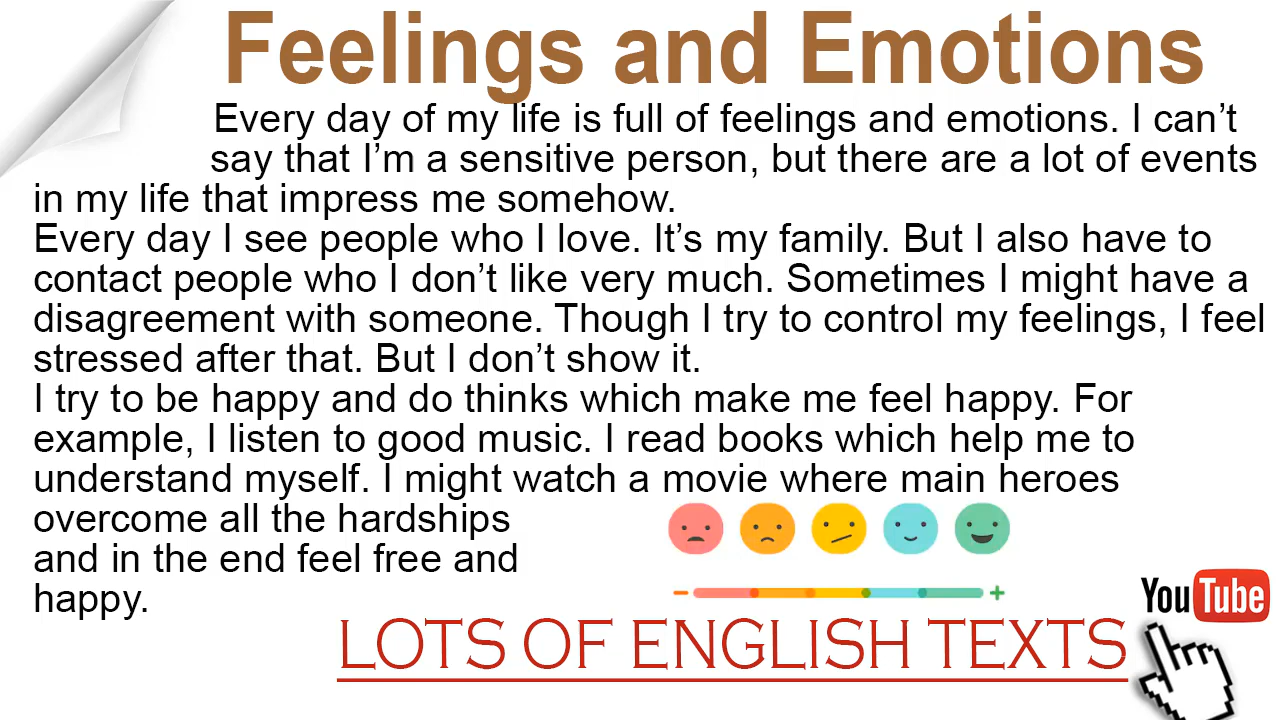 Feelings and Emotions
Every day of my life is full of feelings and emotions. I can’t
say that I’m a sensitive person, but there are a lot of events
in my life that impress me somehow.
Every day I see people who I love. It’s my family. But I also have to
contact people who I don’t like very much. Sometimes I might have a
disagreement with someone. Though I try to control my feelings, I feel
stressed after that. But I don’t show it.
I try to be happy and do thinks which make me feel happy. For
example, I listen to good music. I read books which help me to
understand myself. I might watch a movie where main heroes
overcome all the hardships
and in the end feel free and
happy.
- +
YouTube
LOTS OF ENGLISH TEXTS